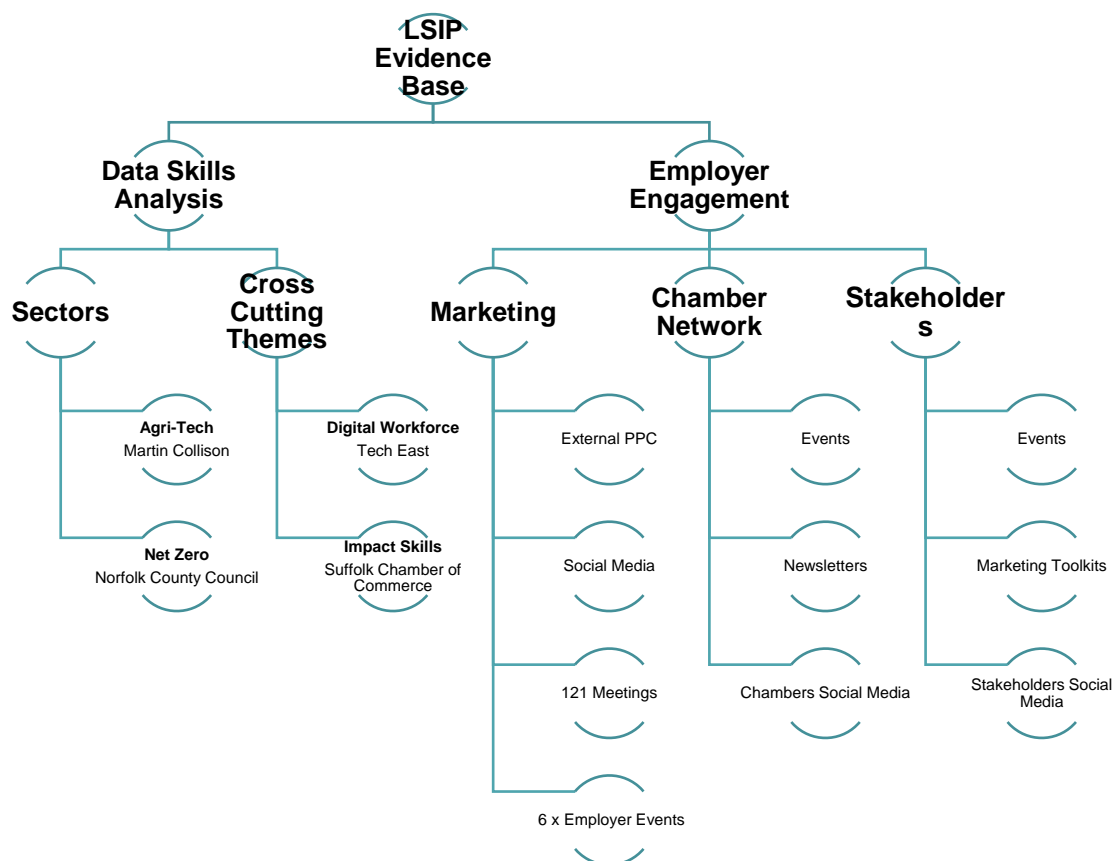 LSIP
Evidence
Base
Data Skills
Analysis
Employer
Engagement
Sectors
Cross
Cutting
Themes
Marketing
Chamber
Network
Stakeholder
s
Agri-Tech
Martin Collison
Net Zero
Norfolk County Council
Digital Workforce
Tech East
Impact Skills
Suffolk Chamber of
Commerce
External PPC
Social Media
121 Meetings
6 x Employer Events
Events
Newsletters
Chambers Social Media
Events
Marketing Toolkits
Stakeholders Social
Media